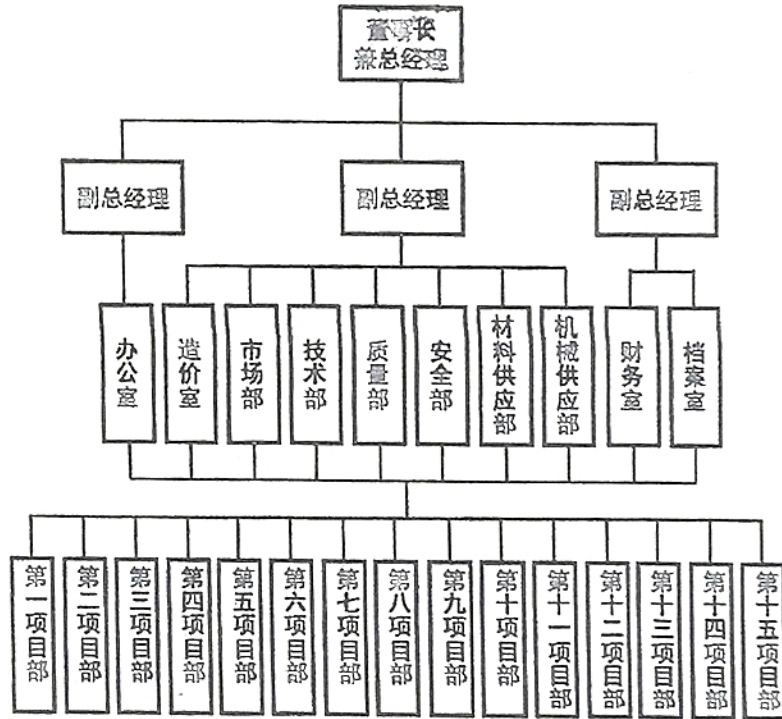 董事长
兼总经理
副总经理
副总经理
副总经理
办公室
造价室
市场部
技术部
质量部
安全部
材料供应部
机械供应部
财务室
档案室
第一项目部
第二项目部
第三项目部
第四项目部
第五项目部
第六项目部
第七项目部
第八项目部
第九项目部
第十项目部
第十一项目部
第十二项目部
第十三项目部
第十四项目部
第十五项目部